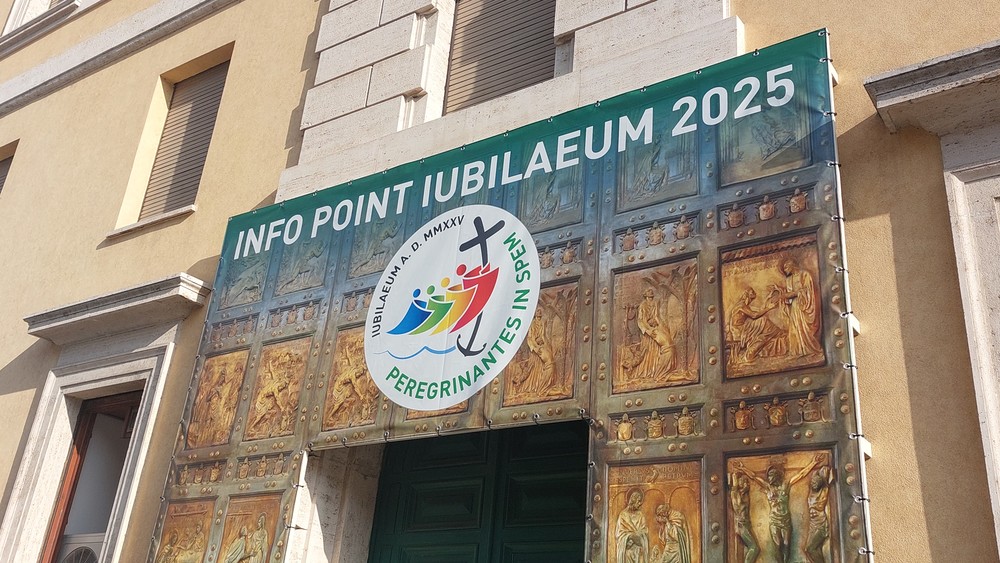 INFO POINT IUBILAEUM 2025
IUBILAEUM A. D. MMXXV
PEREGRINANTES IN SPEM